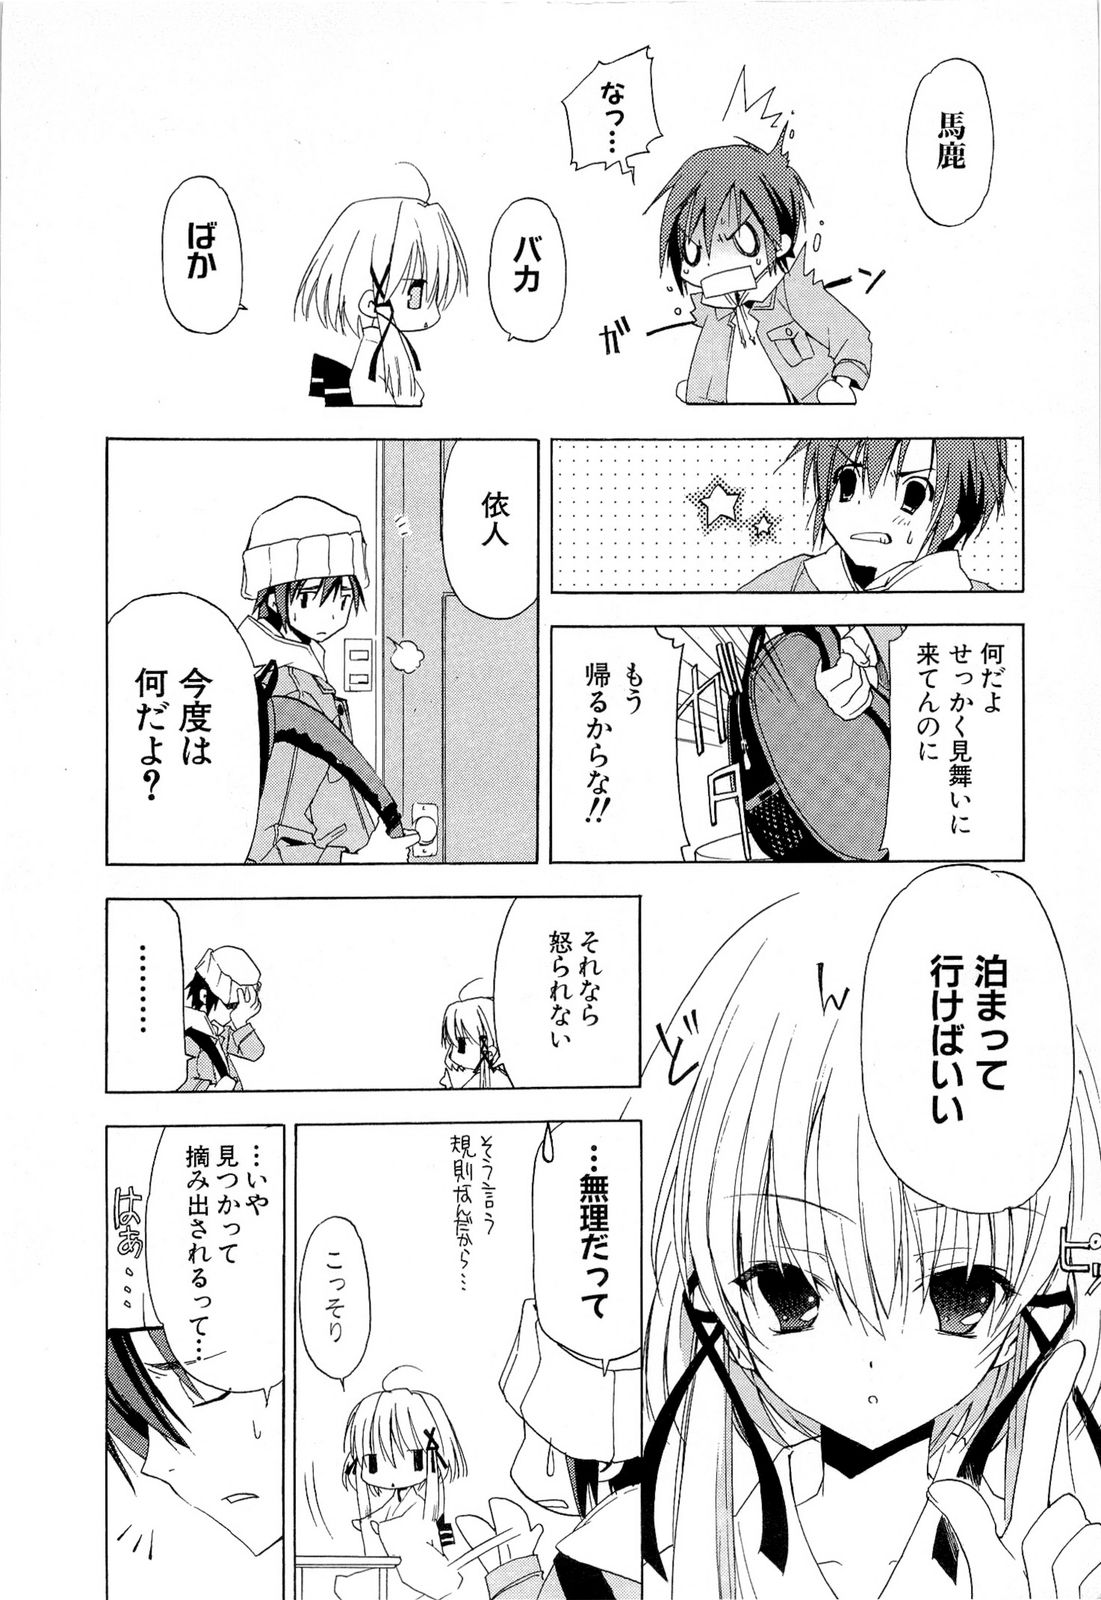 馬鹿
なっ…
ガーン
バカ
ばか
何だよ
せっかく見舞いに
来てんのに
もう
帰るからな!!
依人
今度は
何だよ?
泊まって
行けばいい
どん
ピッ
それなら
怒られない
………
…無理だって
そう言う
規則なんだから…
こっそり
…いや
見つかって
摘み出されるって…
はぁ…